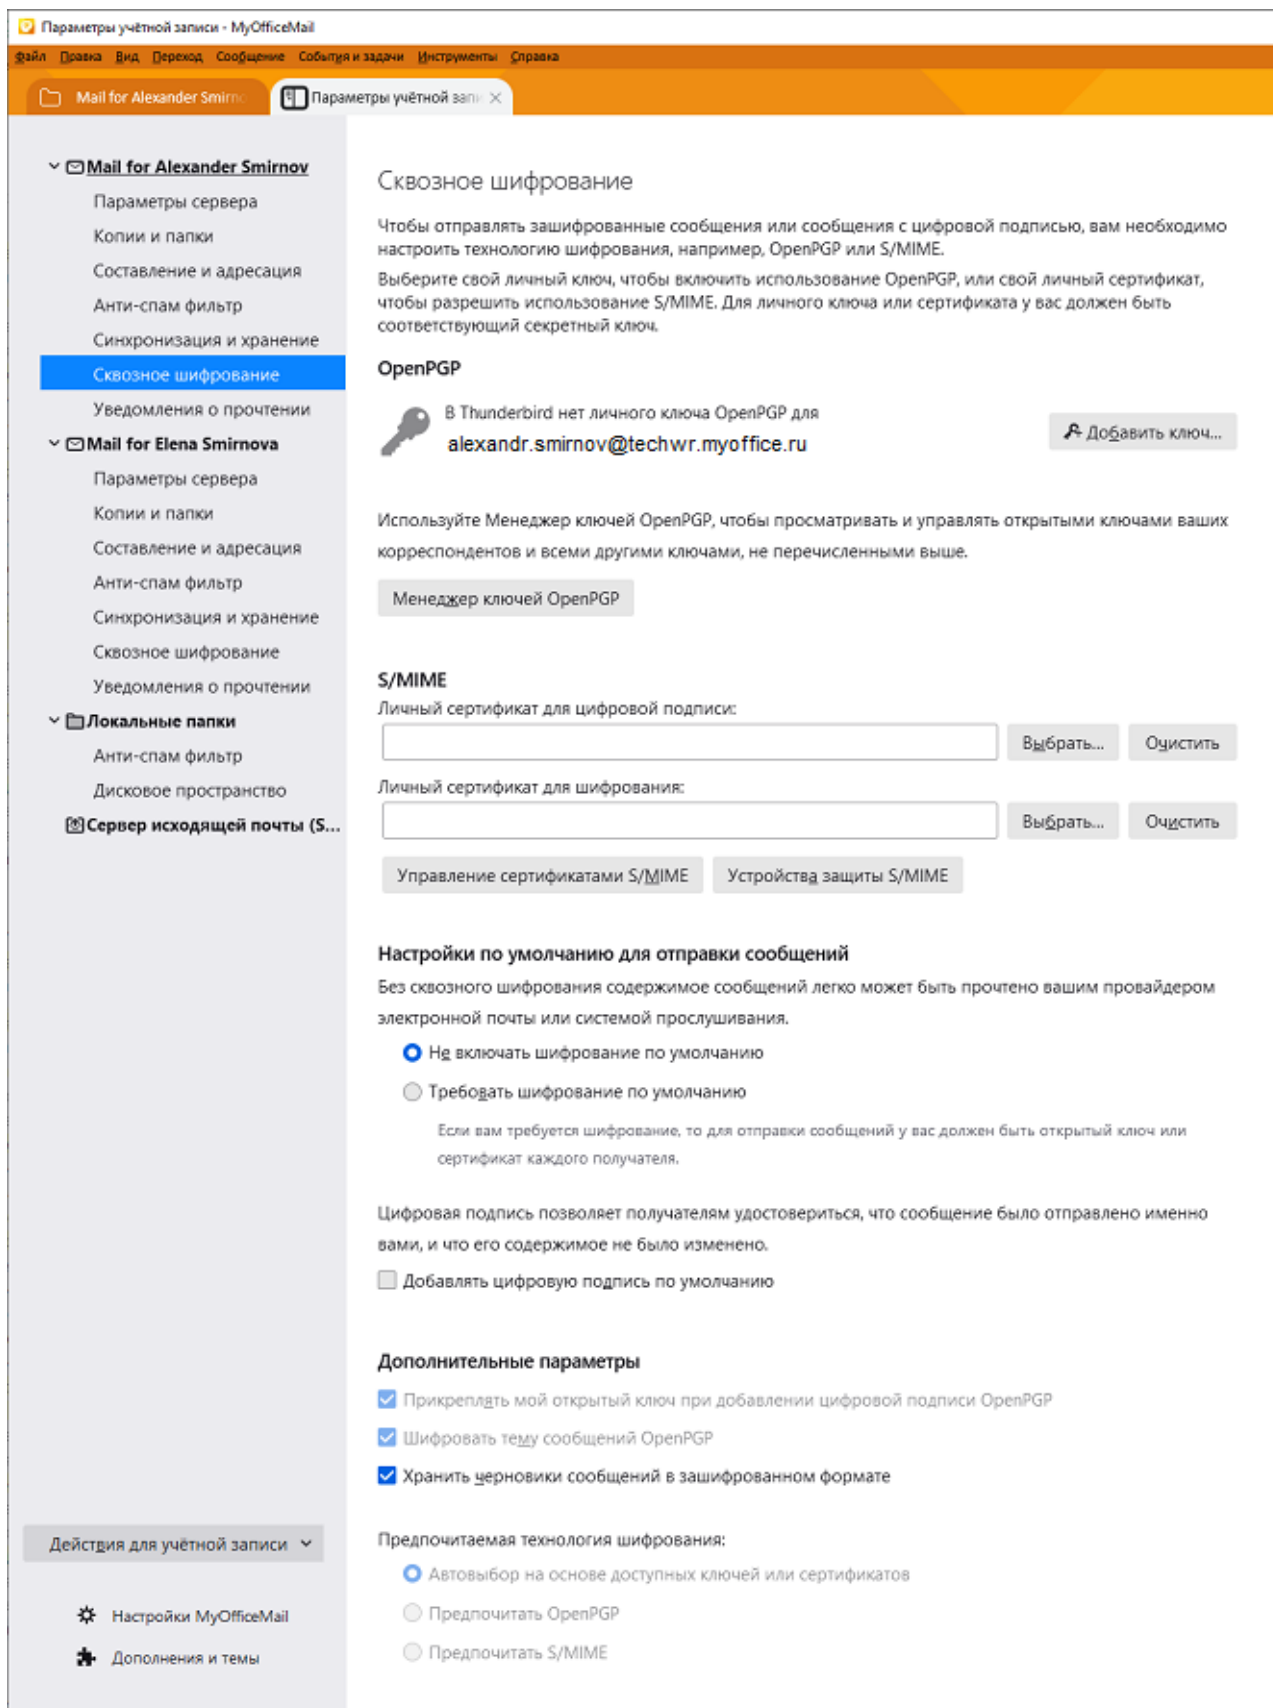 Параметры учётной записи - MyOfficeMail
Файл Правка Вид Переход Сообщение События и задачи Инструменты Справка
Mail for Alexander Smirno
Параметры учётной запи
Mail for Alexander Smirnov
Параметры сервера
Копии и папки
Составление и адресация
Анти-спам фильтр
Синхронизация и хранение
Сквозное шифрование
Уведомления о прочтении
Mail for Elena Smirnova
Параметры сервера
Копии и папки
Составление и адресация
Анти-спам фильтр
Синхронизация и хранение
Сквозное шифрование
Уведомления о прочтении
Локальные папки
Анти-спам фильтр
Дисковое пространство
Сервер исходящей почты (S...
Действия для учётной записи
Настройки MyOfficeMail
Дополнения и темы
Сквозное шифрование
Чтобы отправлять зашифрованные сообщения или сообщения с цифровой подписью, вам необходимо
настроить технологию шифрования, например, OpenPGP или S/MIME.
Выберите свой личный ключ, чтобы включить использование OpenPGP, или свой личный сертификат,
чтобы разрешить использование S/MIME. Для личного ключа или сертификата у вас должен быть
соответствующий секретный ключ.
OpenPGP
В Thunderbird нет личного ключа OpenPGP для
alexandr.smirnov@techwr.myoffice.ru
Добавить ключ...
Используйте Менеджер ключей OpenPGP, чтобы просматривать и управлять открытыми ключами ваших
корреспондентов и всеми другими ключами, не перечисленными выше.
Менеджер ключей OpenPGP
S/MIME
Личный сертификат для цифровой подписи:
Выбрать... Очистить
Личный сертификат для шифрования:
Выбрать... Очистить
Управление сертификатами S/MIME Устройства защиты S/MIME
Настройки по умолчанию для отправки сообщений
Без сквозного шифрования содержимое сообщений легко может быть прочтено вашим провайдером
электронной почты или системой прослушивания.
Не включать шифрование по умолчанию
Требовать шифрование по умолчанию
Если вам требуется шифрование, то для отправки сообщений у вас должен быть открытый ключ или
сертификат каждого получателя.
Цифровая подпись позволяет получателям удостовериться, что сообщение было отправлено именно
вами, и что его содержимое не было изменено.
Добавлять цифровую подпись по умолчанию
Дополнительные параметры
Прикреплять мой открытый ключ при добавлении цифровой подписи OpenPGP
Шифровать тему сообщений OpenPGP
Хранить черновики сообщений в зашифрованном формате
Предпочитаемая технология шифрования:
Автовыбор на основе доступных ключей или сертификатов
Предпочитать OpenPGP
Предпочитать S/MIME